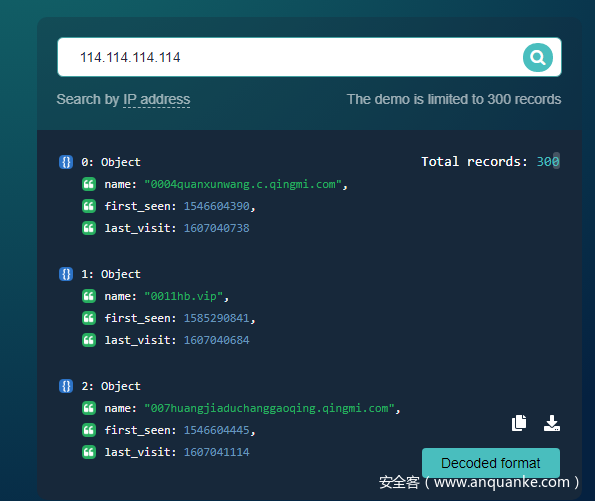 114.114.114.114
Search by IP address
The demo is limited to 300 records
Total records: 300
{} 0: Object
name: "0004quanxunwang.c.qingmi.com",
first_seen: 1546604390,
last_visit: 1607040738
{} 1: Object
name: "0011hb.vip",
first_seen: 1585290841,
last_visit: 1607040684
{} 2: Object
name: "007huangjiaduchanggaoqing.qingmi.com",
first_seen: 1546604445,
last_visit: 1607041114
Decoded format
安全客（www.anquanke.com）